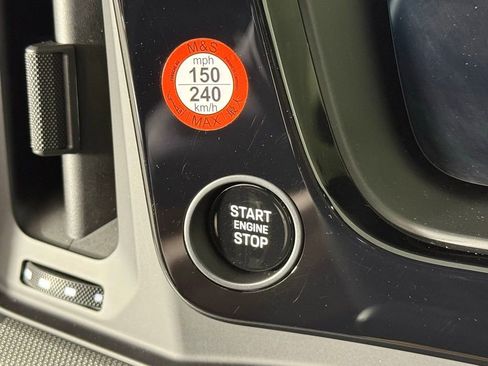 M&S
mph
150
240
km/h
MAX
START
ENGINE
STOP